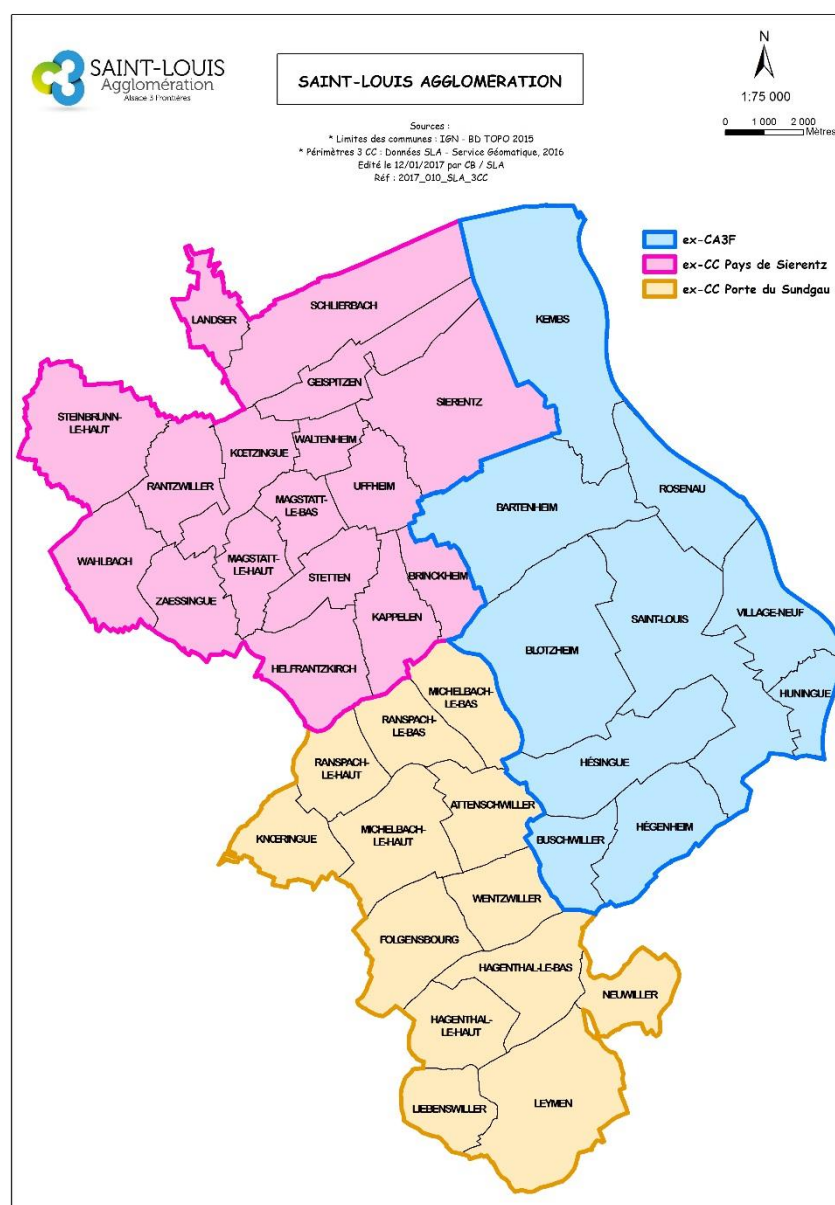 SAINT-LOUIS
Agglomération
Alsace 3 Frontières
SAINT-LOUIS AGGLOMERATION
N
1:75 000
0 1 000 2 000
Mètres
Sources :
* Limites des communes : IGN - BD TOPO 2015
* Périmètres 3 CC : Données SLA - Service Géomatique, 2016
Edité le 12/01/2017 par CB / SLA
Réf : 2017_010_SLA_3CC
ex-CA3F
ex-CC Pays de Sierentz
ex-CC Porte du Sundgau
LANDSER
SCHLIERBACH
KEMBS
GEISPITZEN
SIERENTZ
STEINBRUNN-
LE-HAUT
KŒTZINGUE
WALTENHEIM
RANTZWILLER
UFFHEIM
ROSENAU
MAGSTATT-
LE-BAS
BARTENHEIM
WAHLBACH
MAGSTATT-
LE-HAUT
STETTEN
BRINCKHEIM
ZAESSINGUE
KAPPELEN
SAINT-LOUIS
VILLAGE-NEUF
BLOTZHEIM
HELFRANTZKIRCH
MICHELBACH-
LE-BAS
HUNINGUE
RANSPACH-
LE-BAS
RANSPACH-
LE-HAUT
HÉSINGUE
ATTENSCHWILLER
KNŒRINGUE
MICHELBACH-
LE-HAUT
BUSCHWILLER
HÉGENHEIM
WENTZWILLER
FOLGENSBOURG
HAGENTHAL-LE-BAS
NEUWILLER
HAGENTHAL-
LE-HAUT
LIEBENSWILLER
LEYMEN